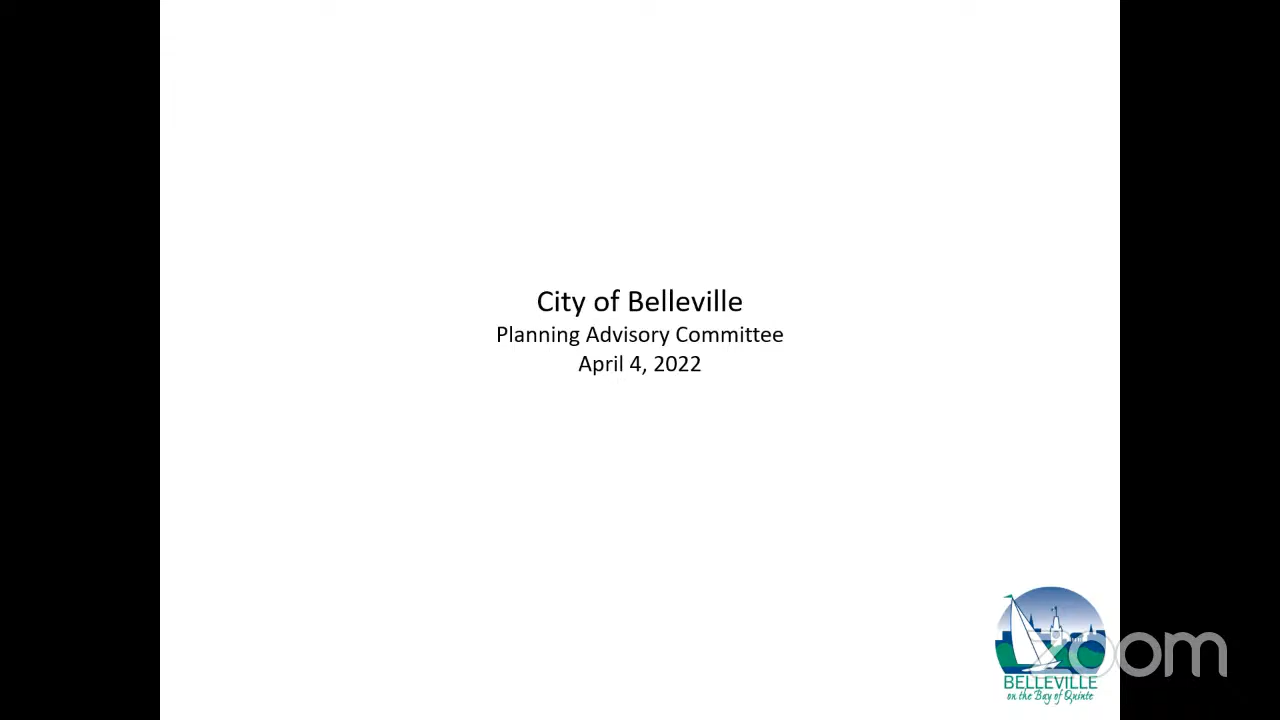 City of Belleville
Planning Advisory Committee
April 4, 2022
zoom
BELLEVILLE
on the Bay of Quinte